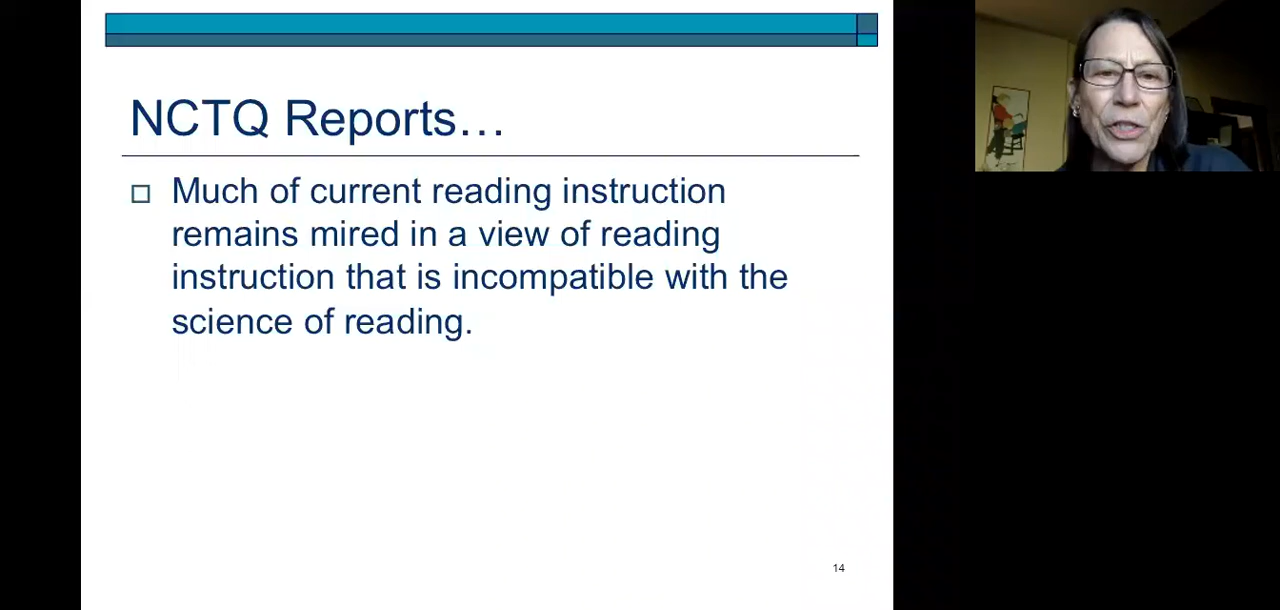 NCTQ Reports…
Much of current reading instruction
remains mired in a view of reading
instruction that is incompatible with the
science of reading.
14